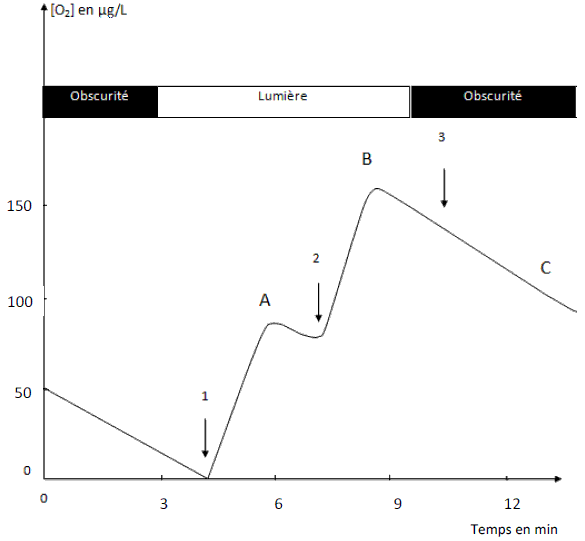 [O₂] en µg/L
Obscurité Lumière Obscurité
3
B
150
2
C
A
100
50
1
0
0 3 6 9 12
Temps en min